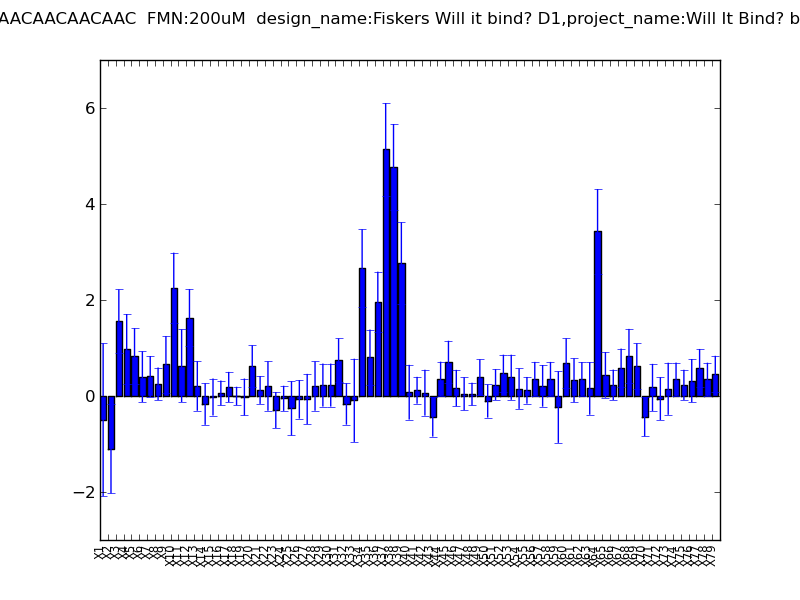 AACAACAACAAC FMN:200uM design_name:Fiskers Will it bind? D1,project_name:Will It Bind? b
6
4
2
0
−2
X1 X2 X3 X4 X5 X6 X7 X8 X9 X10 X11 X12 X13 X14 X15 X16 X17 X18 X19 X20 X21 X22 X23 X24 X25 X26 X27 X28 X29 X30 X31 X32 X33 X34 X35 X36 X37 X38 X39 X40 X41 X42 X43 X44 X45 X46 X47 X48 X49 X50 X51 X52 X53 X54 X55 X56 X57 X58 X59 X60 X61 X62 X63 X64 X65 X66 X67 X68 X69 X70 X71 X72 X73 X74 X75 X76 X77 X78 X79